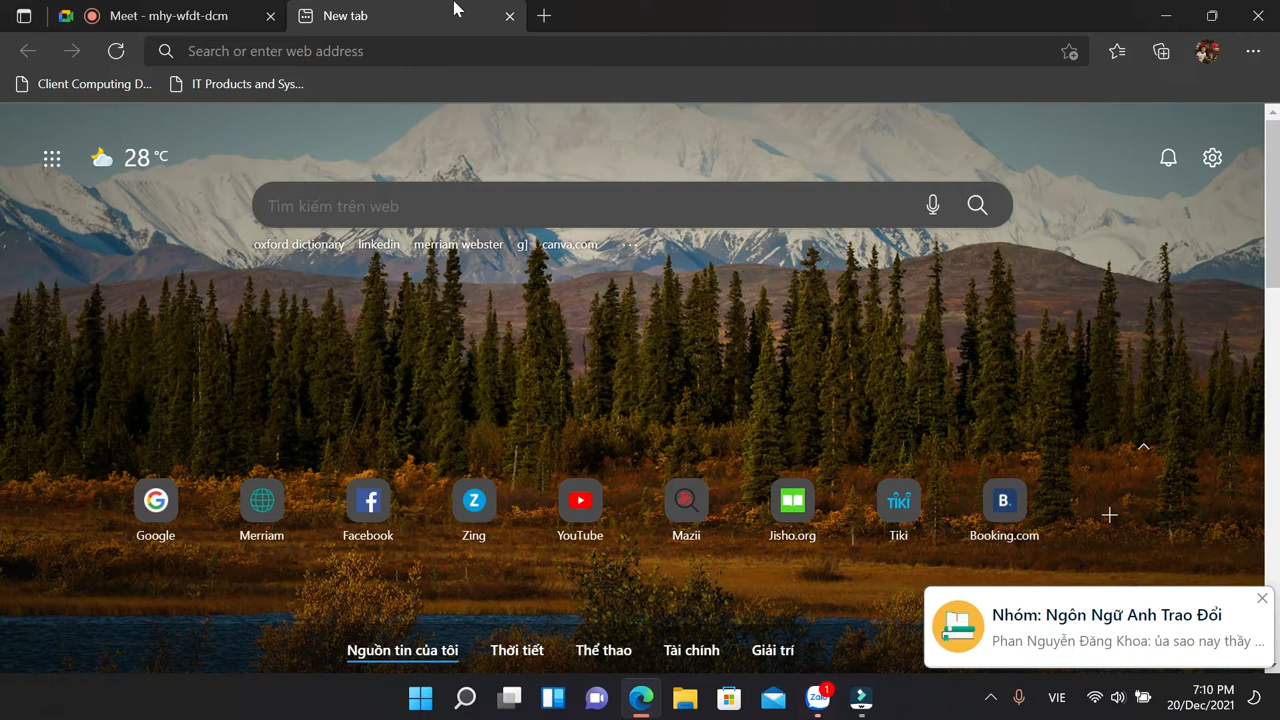 Meet - mhy-wfdt-dcm
New tab
Search or enter web address
Client Computing D...
IT Products and Sys...
28 °C
Tìm kiếm trên web
oxford dictionary linkedin merriam webster g] canva.com ...
Google
Merriam
Facebook
Zing
YouTube
Mazii
Jisho.org
TIKI
Tiki
B.
Booking.com
Nhóm: Ngôn Ngữ Anh Trao Đổi
Phan Nguyễn Đăng Khoa: ủa sao nay thầy ...
Nguồn tin của tôi
Thời tiết
Thể thao
Tài chính
Giải trí
Zalo
1
VIE
7:10 PM
20/Dec/2021